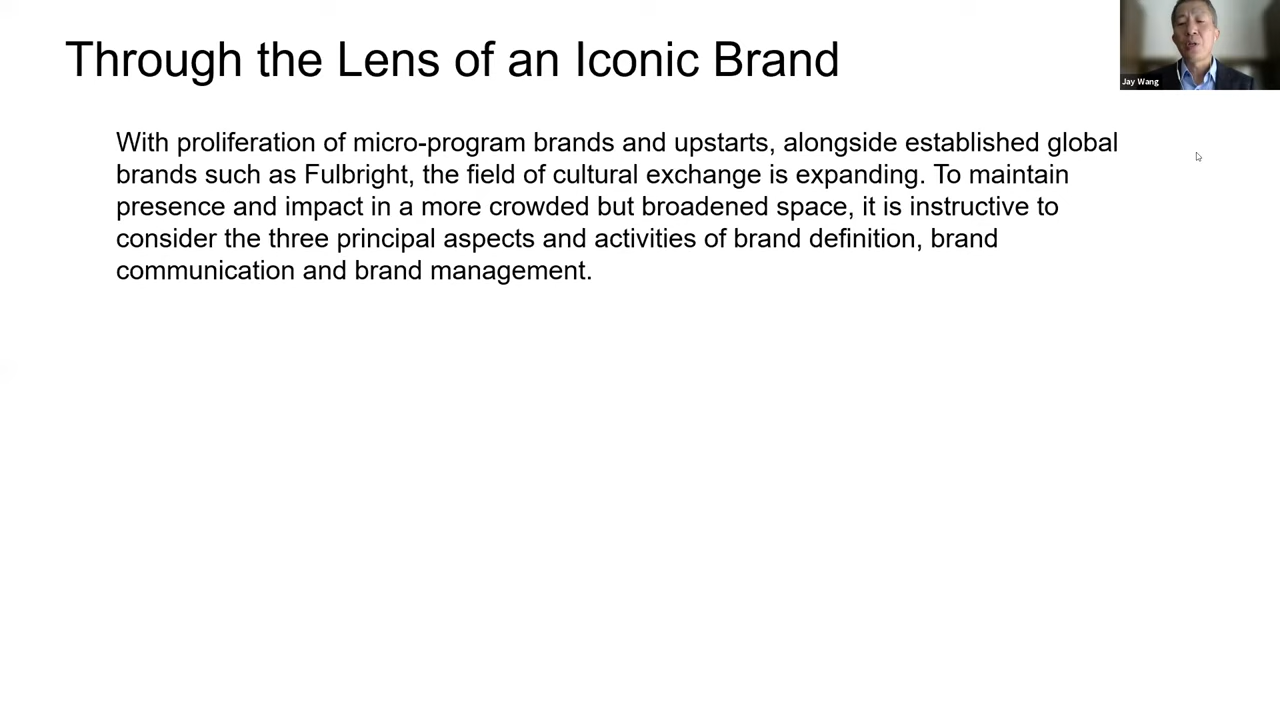 Through the Lens of an Iconic Brand
Jay Wang
With proliferation of micro-program brands and upstarts, alongside established global
brands such as Fulbright, the field of cultural exchange is expanding. To maintain
presence and impact in a more crowded but broadened space, it is instructive to
consider the three principal aspects and activities of brand definition, brand
communication and brand management.